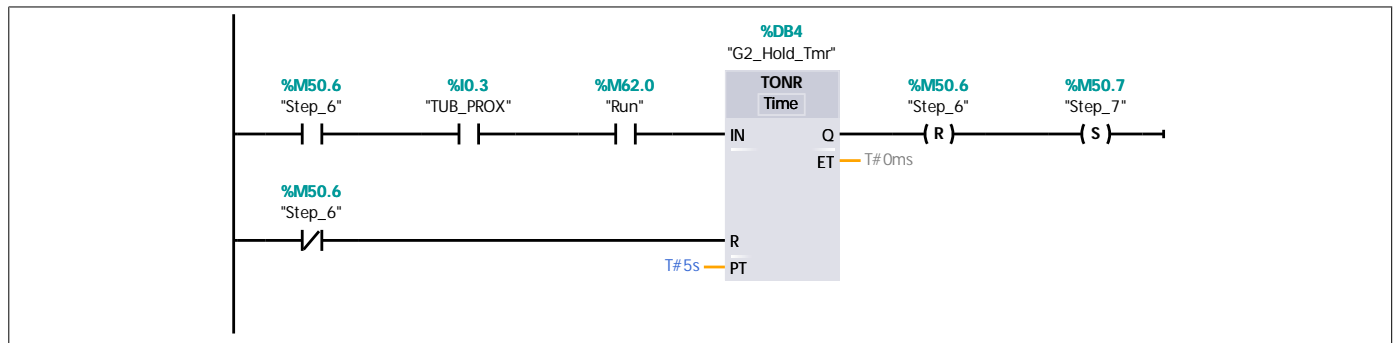 %DB4
"G2_Hold_Tmr"
%M50.6 %I0.3 %M62.0 TONR %M50.6 %M50.7
"Step_6" "TUB_PROX" "Run" Time "Step_6" "Step_7"
IN Q R S
ET T#0ms
%M50.6
"Step_6"
R
T#5s PT